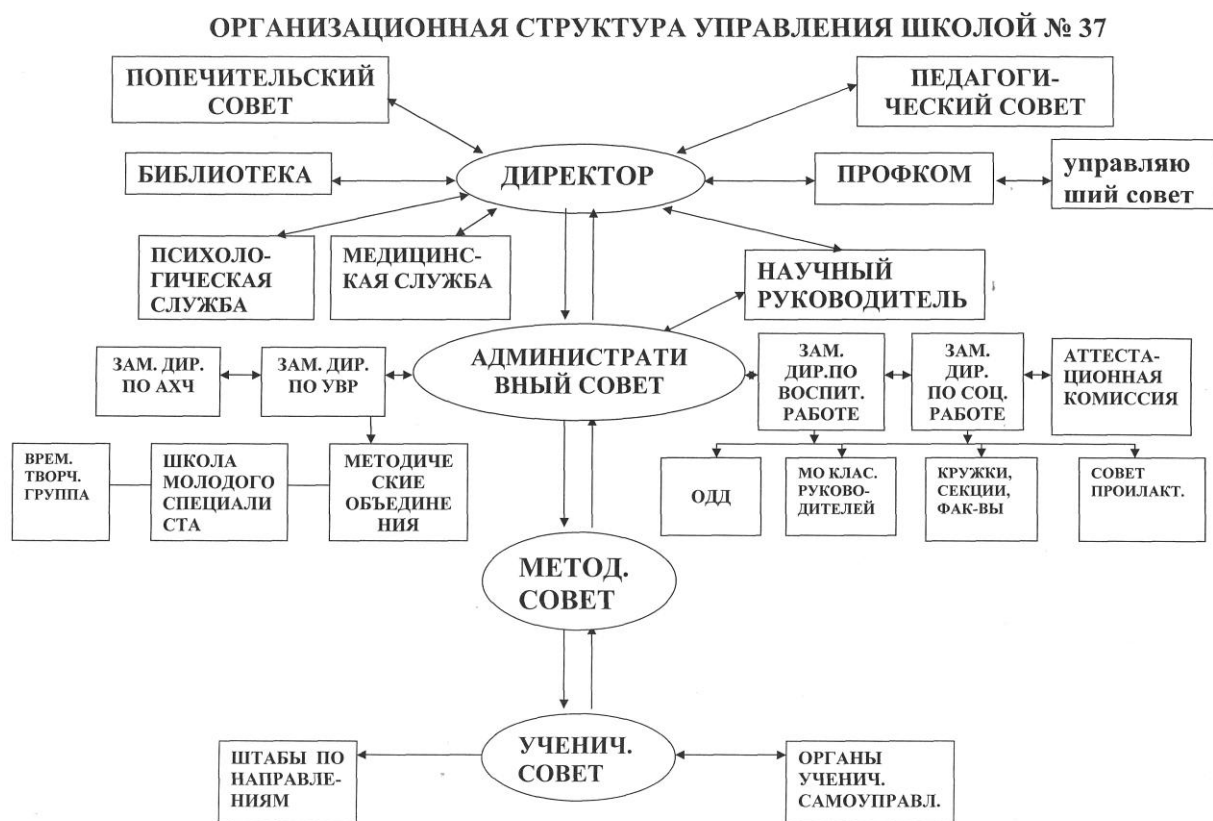 ОРГАНИЗАЦИОННАЯ СТРУКТУРА УПРАВЛЕНИЯ ШКОЛОЙ № 37
ПОПЕЧИТЕЛЬСКИЙ
СОВЕТ
ПЕДАГОГИ-
ЧЕСКИЙ СОВЕТ
БИБЛИОТЕКА
ДИРЕКТОР
ПРОФКОМ
управляю
ший совет
ПСИХОЛО-
ГИЧЕСКАЯ
СЛУЖБА
МЕДИЦИНС-
КАЯ СЛУЖБА
НАУЧНЫЙ
РУКОВОДИТЕЛЬ
ЗАМ. ДИР.
ПО АХЧ
ЗАМ. ДИР.
ПО УВР
АДМИНИСТРАТИ
ВНЫЙ СОВЕТ
ЗАМ.
ДИР.ПО
ВОСПИТ.
РАБОТЕ
ЗАМ.
ДИР.
ПО СОЦ.
РАБОТЕ
АТТЕСТА-
ЦИОННАЯ
КОМИССИЯ
ВРЕМ.
ТВОРЧ.
ГРУППА
ШКОЛА
МОЛОДОГО
СПЕЦИАЛИ
СТА
МЕТОДИЧЕ
СКИЕ
ОБЪЕДИНЕ
НИЯ
ОДД
МО КЛАС.
РУКОВО-
ДИТЕЛЕЙ
КРУЖКИ,
СЕКЦИИ,
ФАК-ВЫ
СОВЕТ
ПРОИЛАКТ.
МЕТОД.
СОВЕТ
ШТАБЫ ПО
НАПРАВЛЕ-
НИЯМ
УЧЕНИЧ.
СОВЕТ
ОРГАНЫ
УЧЕНИЧ.
САМОУПРАВЛ.